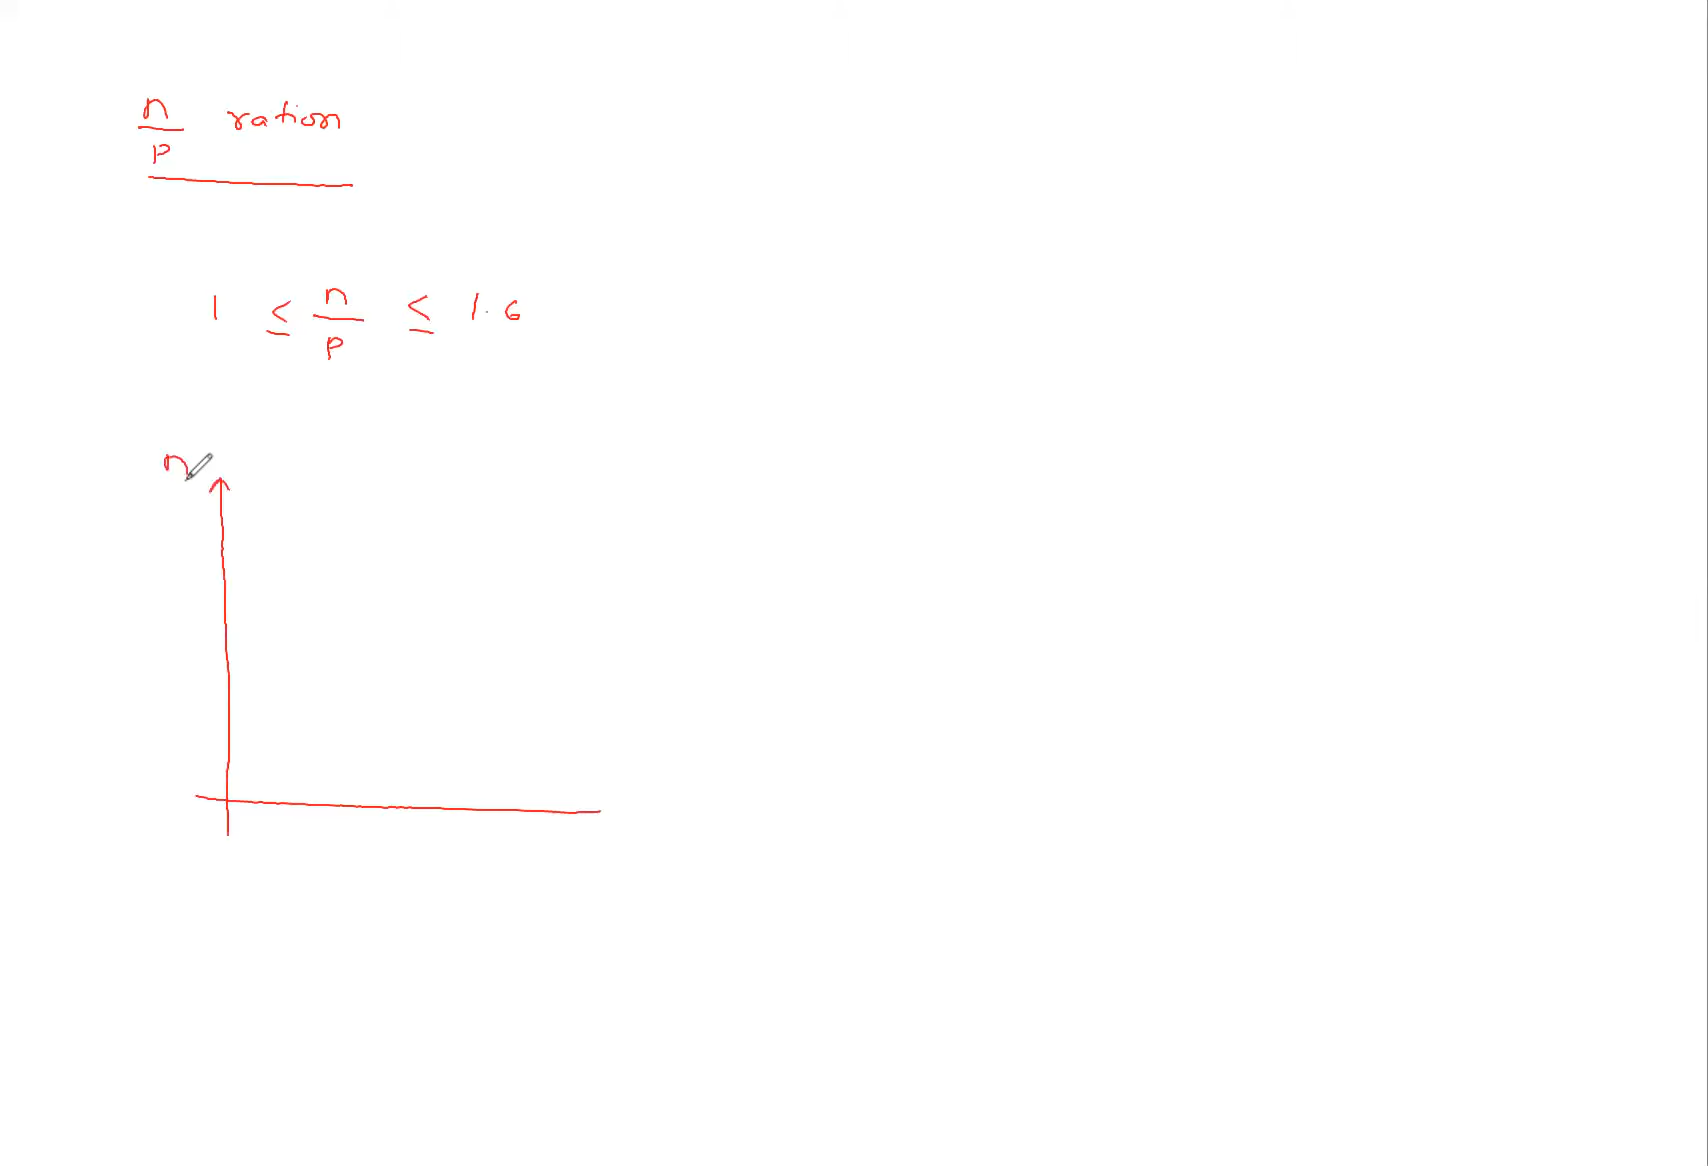 n/p ration
1 ≤ n/p ≤ 1.6
n